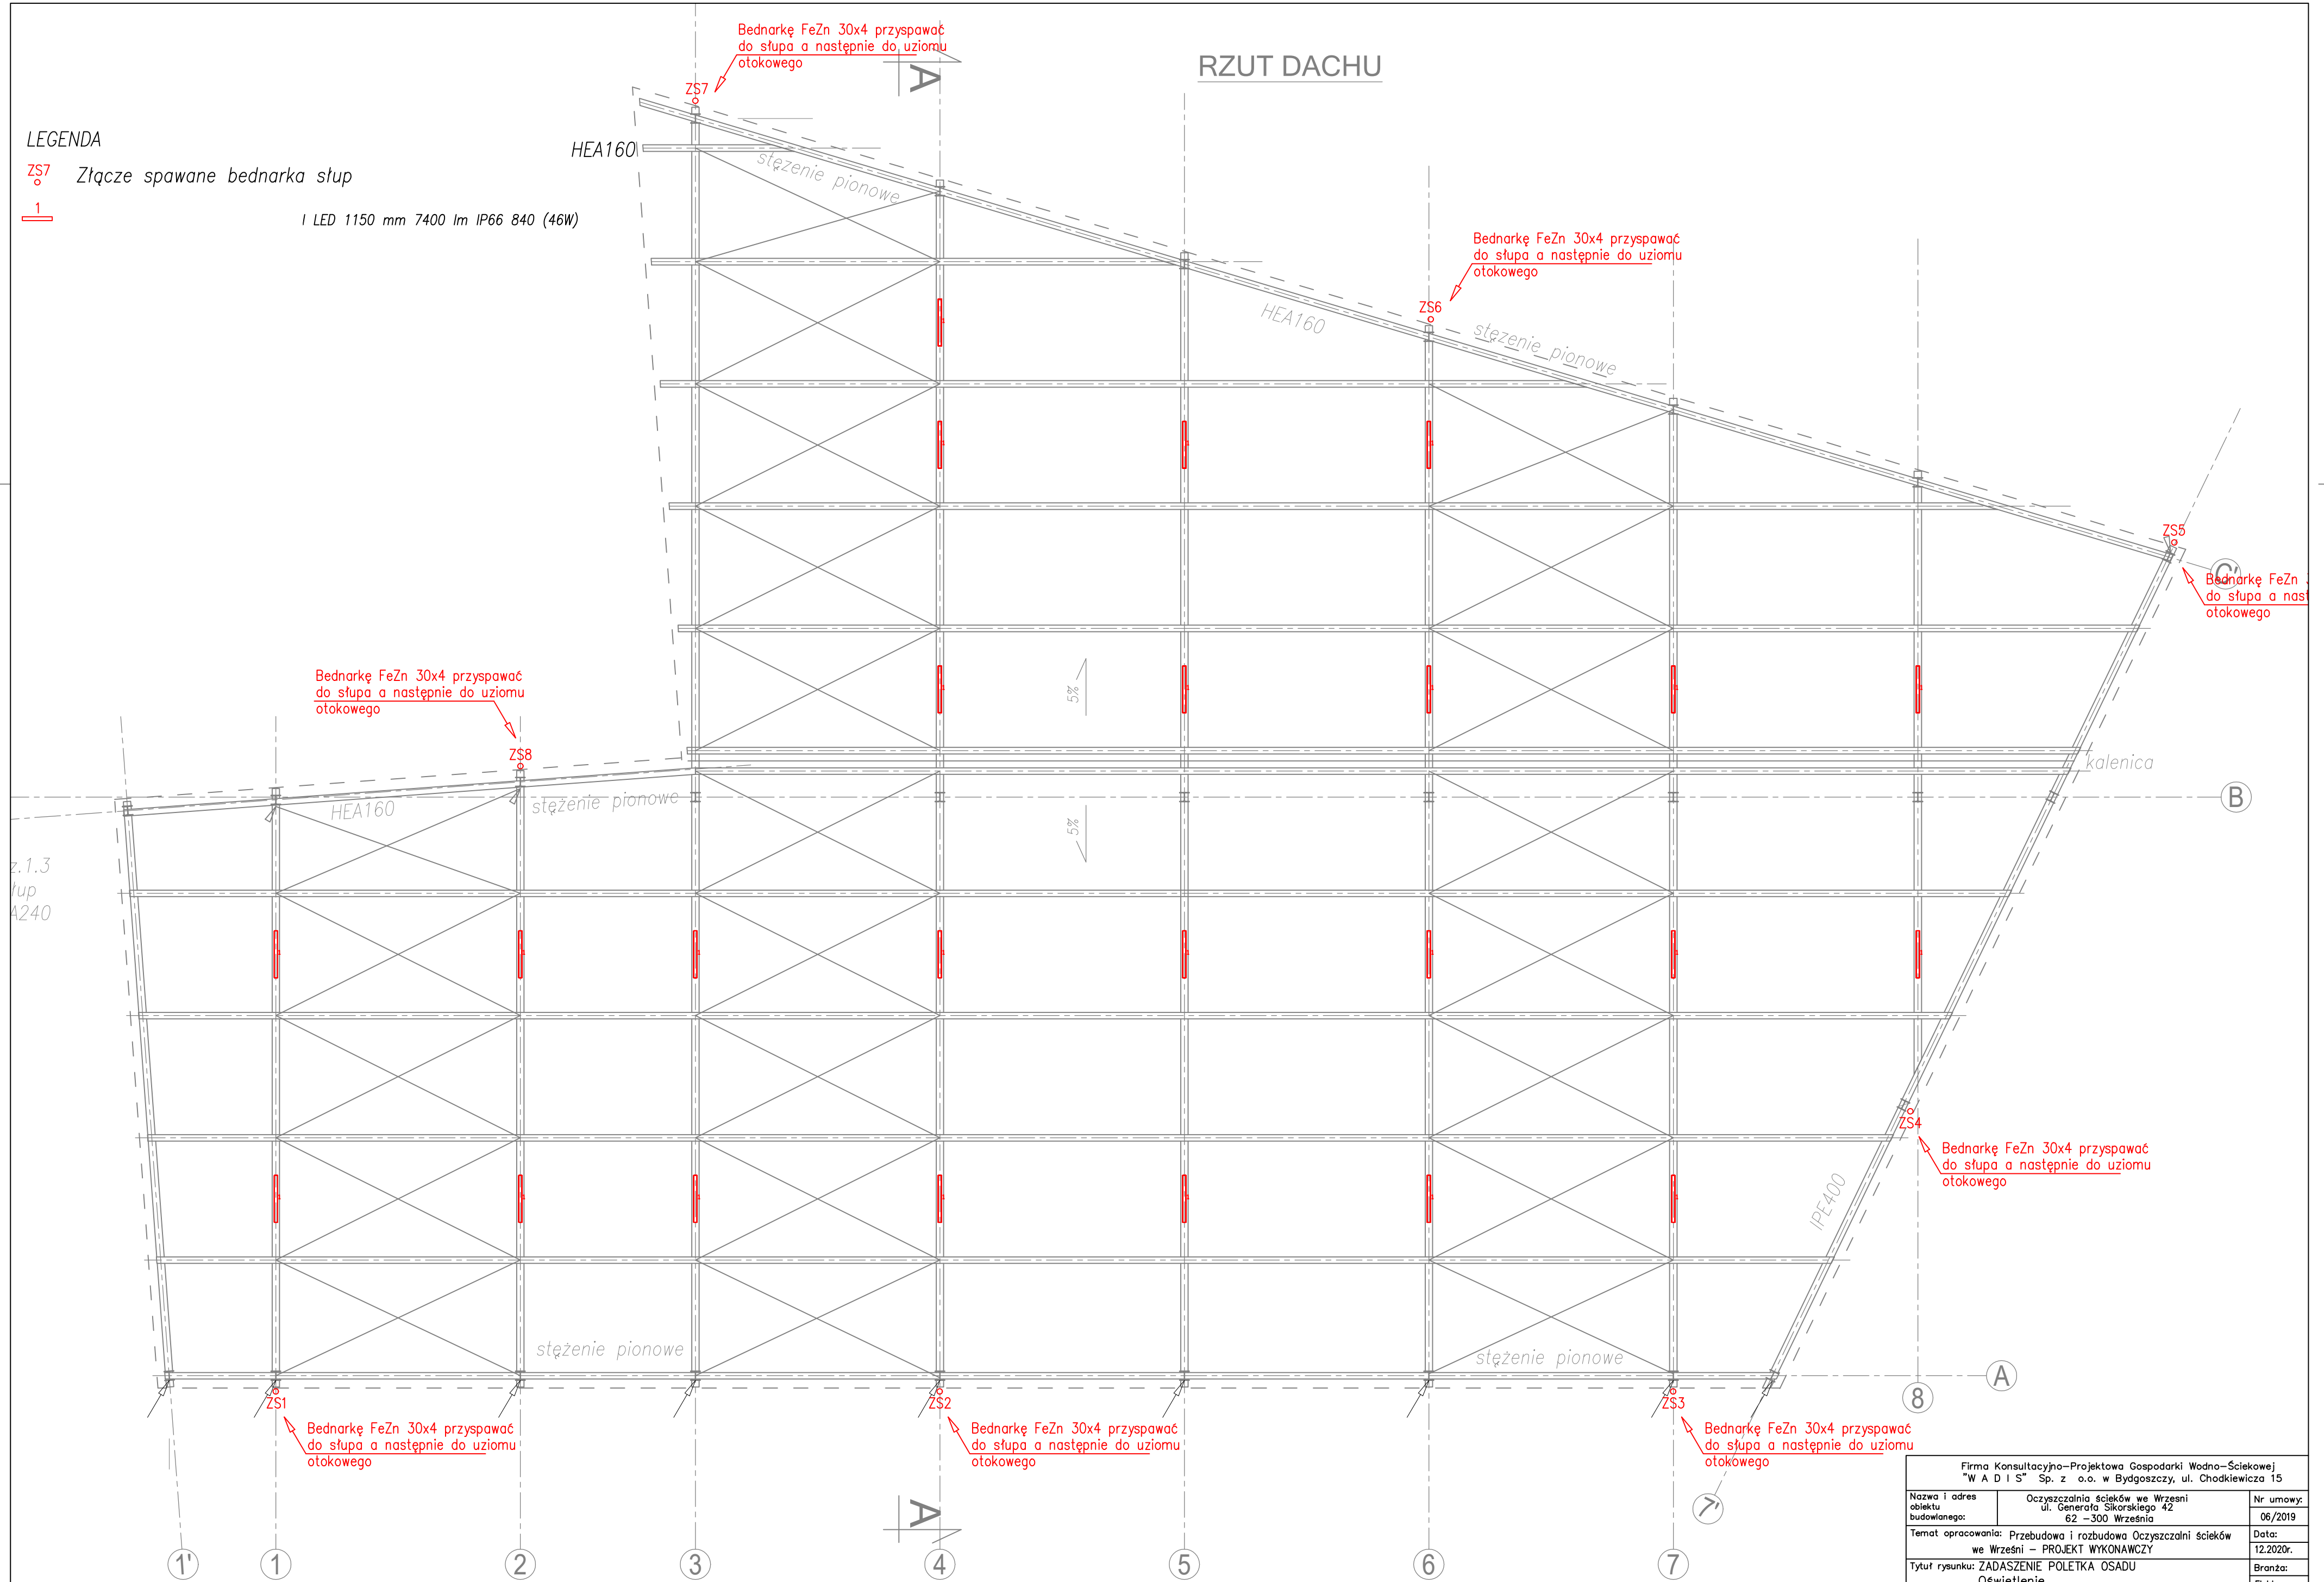 Bednarkę FeZn 30x4 przyspawać
do słupa a następnie do uziomu
otokowego
A
RZUT DACHU
ZS7
LEGENDA
ZS7
Złącze spawane bednarka słup
1
I LED 1150 mm 7400 lm IP66 840 (46W)
HEA160
stężenie pionowe
Bednarkę FeZn 30x4 przyspawać
do słupa a następnie do uziomu
otokowego
ZS6
HEA160
stężenie pionowe
ZS5
C'
Bednarkę FeZn
do słupa a nast
otokowego
Bednarkę FeZn 30x4 przyspawać
do słupa a następnie do uziomu
otokowego
5%
ZS8
kalenica
HEA160
stężenie pionowe
B
5%
z.1.3
łup
A240
ZS4
Bednarkę FeZn 30x4 przyspawać
do słupa a następnie do uziomu
otokowego
IPE400
stężenie pionowe
stężenie pionowe
A
8
ZS1
ZS2
ZS3
Bednarkę FeZn 30x4 przyspawać
do słupa a następnie do uziomu
otokowego
Bednarkę FeZn 30x4 przyspawać
do słupa a następnie do uziomu
otokowego
Bednarkę FeZn 30x4 przyspawać
do słupa a następnie do uziomu
otokowego
A
7'
1'
1
2
3
4
5
6
7
Firma Konsultacyjno-Projektowa Gospodarki Wodno-Ściekowej
"W A D I S" Sp. z o.o. w Bydgoszczy, ul. Chodkiewicza 15
Nazwa i adres
obiektu
budowlanego:
Oczyszczalnia ścieków we Wrzesni
ul. Generała Sikorskiego 42
62 -300 Września
Nr umowy:
06/2019
Temat opracowania: Przebudowa i rozbudowa Oczyszczalni ścieków
we Wrześni - PROJEKT WYKONAWCZY
Data:
12.2020r.
Tytuł rysunku: ZADASZENIE POLETKA OSADU
Oświetlenie
Branża: